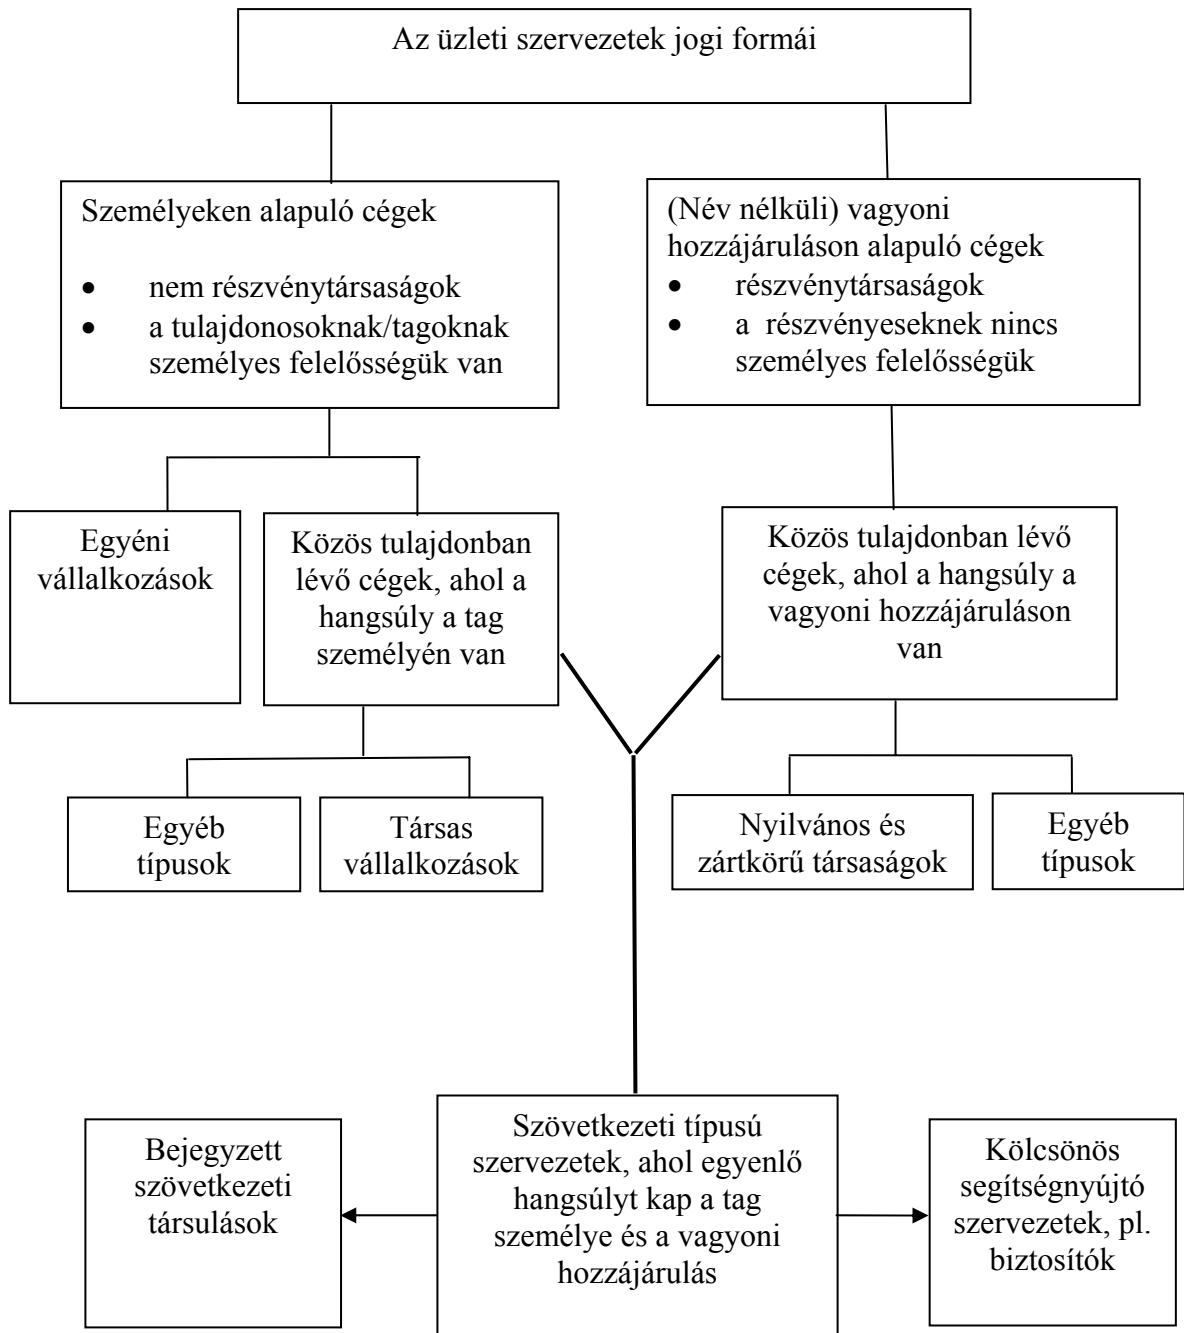 Az üzleti szervezetek jogi formái
Személyeken alapuló cégek
• nem részvénytársaságok
• a tulajdonosoknak/tagoknak
személyes felelősségük van
(Név nélküli) vagyoni
hozzájáruláson alapuló cégek
• részvénytársaságok
• a részvényeseknek nincs
személyes felelősségük
Egyéni
vállalkozások
Közös tulajdonban
lévő cégek, ahol a
hangsúly a tag
személyén van
Közös tulajdonban lévő
cégek, ahol a hangsúly a
vagyoni hozzájáruláson
van
Egyéb
típusok
Társas
vállalkozások
Nyilvános és
zártkörű társaságok
Egyéb
típusok
Bejegyzett
szövetkezeti
társulások
Szövetkezeti típusú
szervezetek, ahol egyenlő
hangsúlyt kap a tag
személye és a vagyoni
hozzájárulás
Kölcsönös
segítségnyújtó
szervezetek, pl.
biztosítók